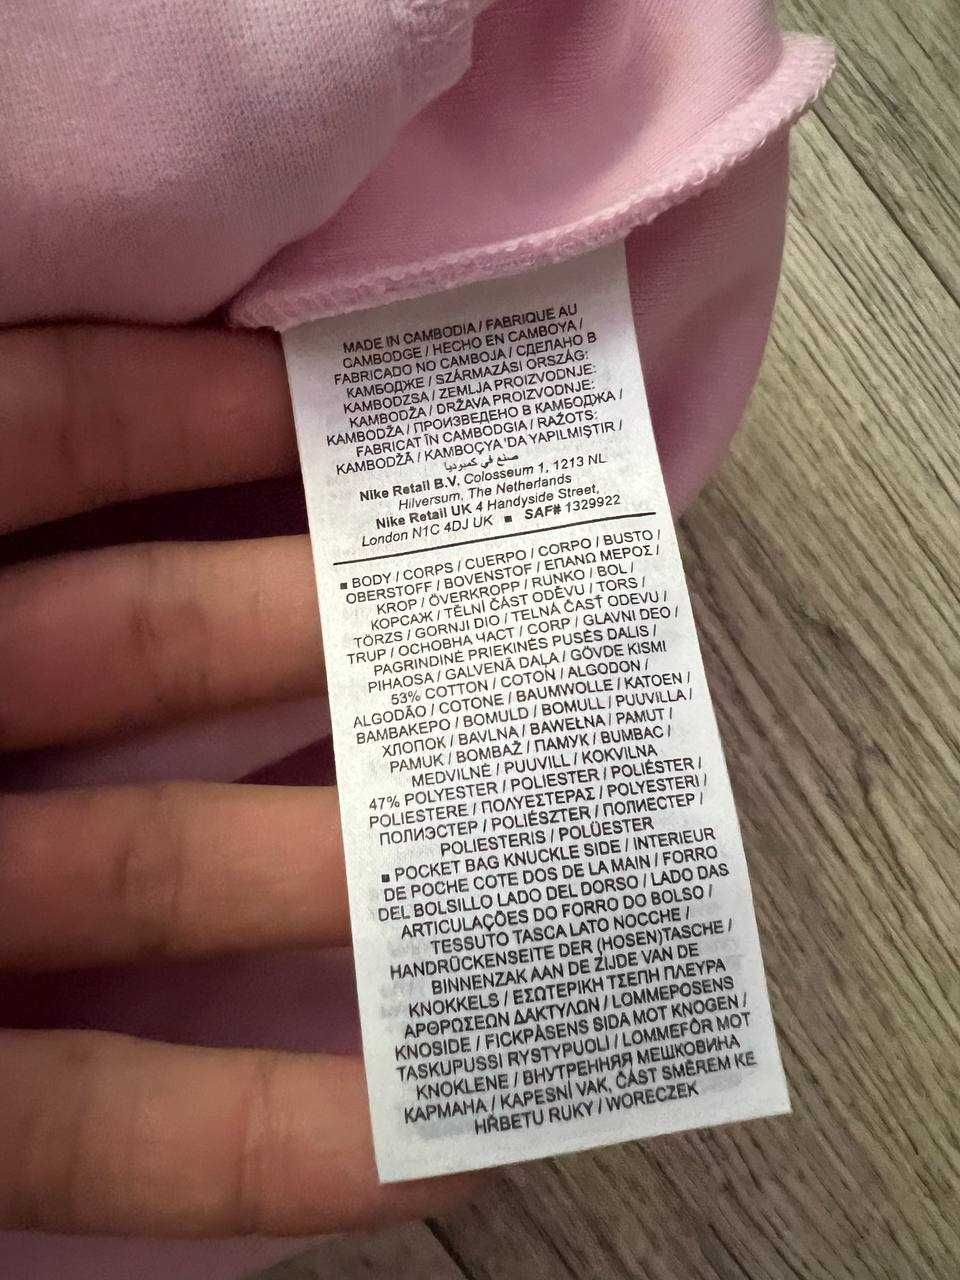 MADE IN CAMBODIA / FABRIQUE AU
CAMBODGE / HECHO EN CAMBOYA /
FABRICADO NO CAMBOJA / СДЕЛАНО В
КАМБОДЖЕ / SZÁRMAZÁSI ORSZÁG:
KAMBODZSA / ZEMLJA PROIZVODNJE:
KAMBODŽA / DRŽAVA PROIZVODNJE:
KAMBODŽA / ПРОИЗВЕДЕНО В КАМБОДЖА /
FABRICAT ÎN CAMBODGIA / RAŽOTS:
KAMBODŽĀ / KAMBOÇYA 'DA YAPILMIŞTIR /
صنع في كمبوديا
Nike Retail B.V. Colosseum 1, 1213 NL
Hilversum, The Netherlands
Nike Retail UK 4 Handyside Street,
London N1C 4DJ UK ■ SAF# 1329922
■ BODY / CORPS / CUERPO / CORPO / BUSTO /
OBERSTOFF / BOVENSTOF / ΕΠΑΝΩ ΜΕΡΟΣ /
KROP / ÖVERKROPP / RUNKO / BOL /
КОРСАЖ / TĚLNÍ ČÁST ODĚVU / TORS /
TÖRZS / GORNJI DIO / TELNÁ ČASŤ ODEVU /
TRUP / ОСНОВНА ЧАСТ / CORP / GLAVNI DEO /
PAGRINDINĖ PRIEKINĖS PUSĖS DALIS /
PIHAOSA / GALVENĀ DAĻA / GÖVDE KISMI
53% COTTON / COTON / ALGODON /
ALGODÃO / COTONE / BAUMWOLLE / KATOEN /
ΒΑΜΒΑΚΕΡΟ / BOMULD / BOMULL / PUUVILLA /
ХЛОПОК / BAVLNA / BAWEŁNA / PAMUT /
PAMUK / BOMBAŽ / ПАМУК / BUMBAC /
MEDVILNĖ / PUUVILL / KOKVILNA
47% POLYESTER / POLIESTER / POLIÉSTER /
POLIESTERE / ΠΟΛΥΕΣΤΕΡΑΣ / POLYESTERI /
ПОЛИЭСТЕР / POLIÉSZTER / ПОЛИЕСТЕР /
POLIESTERIS / POLÜESTER
■ POCKET BAG KNUCKLE SIDE / INTERIEUR
DE POCHE COTE DOS DE LA MAIN / FORRO
DEL BOLSILLO LADO DEL DORSO / LADO DAS
ARTICULAÇÕES DO FORRO DO BOLSO /
TESSUTO TASCA LATO NOCCHE /
HANDRÜCKENSEITE DER (HOSEN)TASCHE /
BINNENZAK AAN DE ZIJDE VAN DE
KNOKKELS / ΕΣΩΤΕΡΙΚΗ ΤΣΕΠΗ ΠΛΕΥΡΑ
ΑΡΘΡΩΣΕΩΝ ΔΑΚΤΥΛΩΝ / LOMMEPOSENS
KNOSIDE / FICKPÅSENS SIDA MOT KNOGEN /
TASKUPUSSI RYSTYPUOLI / LOMMEFÔR MOT
KNOKLENE / ВНУТРЕННЯЯ МЕШКОВИНА
КАРМАНА / KAPESNÍ VAK, ČÁST SMĚREM KE
HŘBETU RUKY / WORECZEK